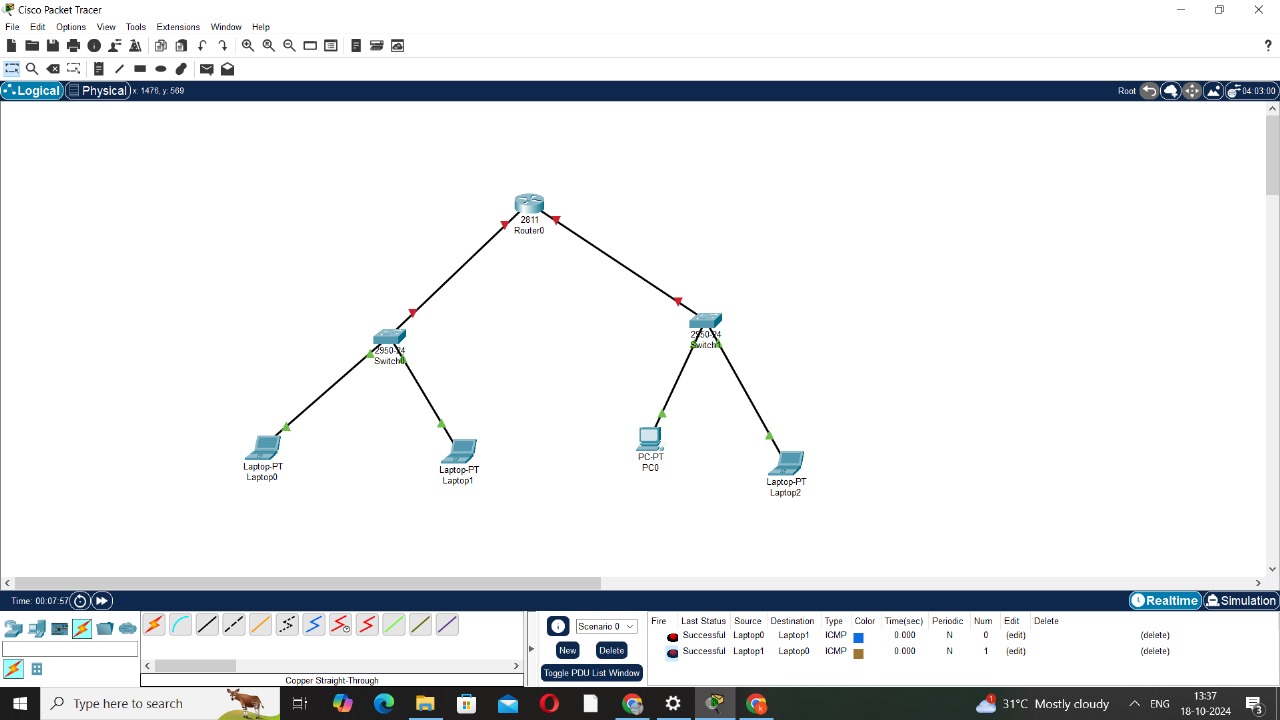 Cisco Packet Tracer
File Edit Options View Tools Extensions Window Help
?
Logical Physical x: 1476, y: 569 Root 04:03:00
2811
Router0
2950-24
Switch0
2950-24
Laptop-PT
Laptop0
Laptop-PT
Laptop1
PC-PT
PC0
Laptop-PT
Laptop2
Time: 00:07:57 Realtime Simulation
Scenario 0
New Delete
Toggle PDU List Window
Copper Straight-Through
Fire Last Status Source Destination Type Color Time(sec) Periodic Num Edit Delete
Successful Laptop0 Laptop1 ICMP 0.000 N 0 (edit) (delete)
Successful Laptop1 Laptop0 ICMP 0.000 N 1 (edit) (delete)
Type here to search
1 31°C Mostly cloudy ENG 13:37
18-10-2024 3